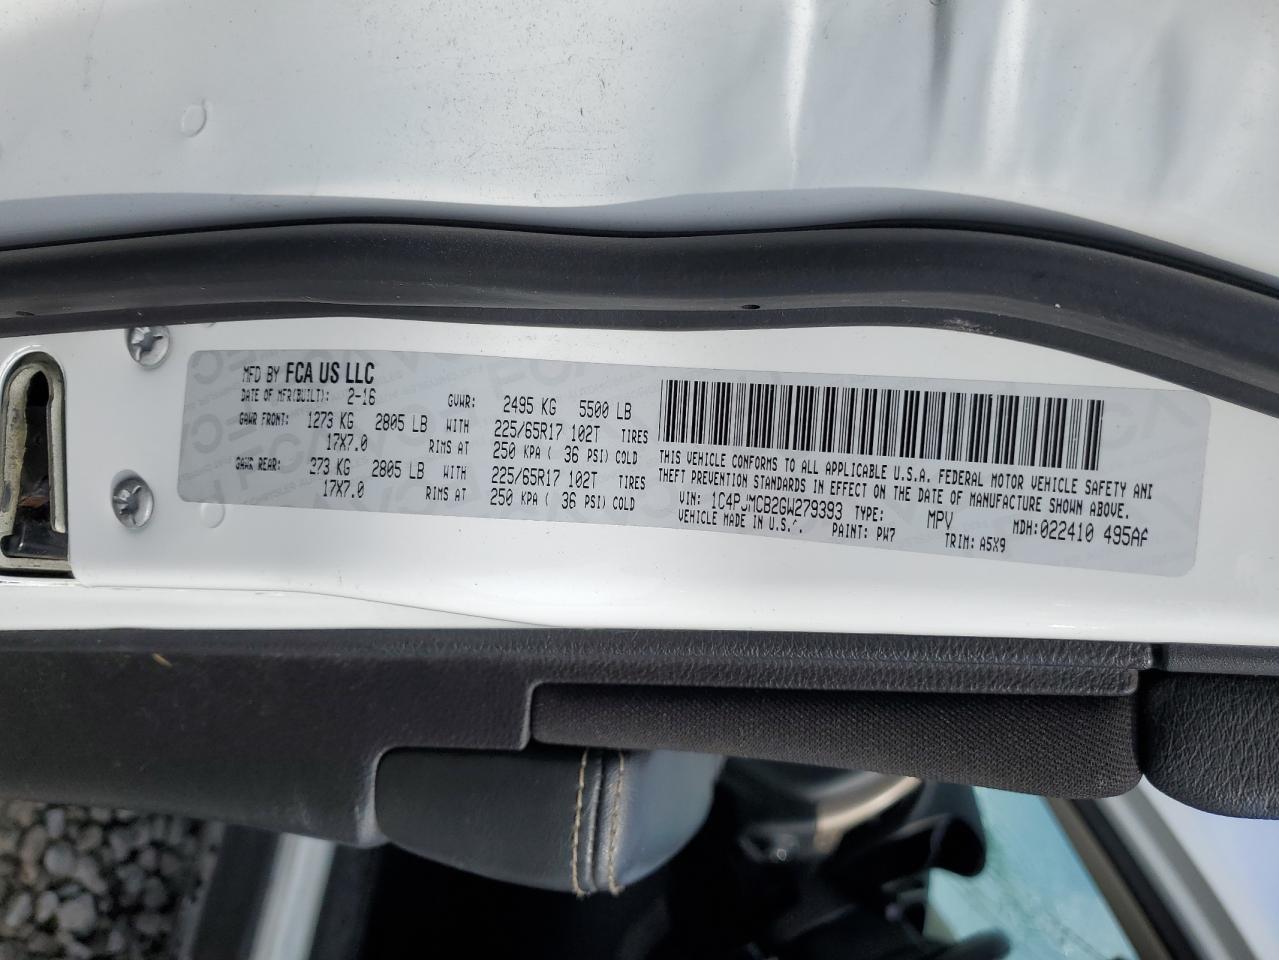 MFD BY FCA US LLC
DATE OF MFR(BUILT): 2-16 GVWR: 2495 KG 5500 LB
GAWR FRONT: 1273 KG 2805 LB WITH 225/65R17 102T TIRES
17X7.0 RIMS AT 250 KPA ( 36 PSI) COLD
GAWR REAR: 273 KG 2805 LB WITH 225/65R17 102T TIRES
17X7.0 RIMS AT 250 KPA ( 36 PSI) COLD
THIS VEHICLE CONFORMS TO ALL APPLICABLE U.S.A. FEDERAL MOTOR VEHICLE SAFETY AND
THEFT PREVENTION STANDARDS IN EFFECT ON THE DATE OF MANUFACTURE SHOWN ABOVE.
VIN: 1C4PJMCB2GW279393 TYPE: MPV MDH:022410 495AF
VEHICLE MADE IN U.S. PAINT: PW7 TRIM: A5X9